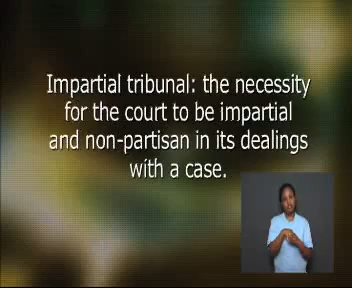 Impartial tribunal: the necessity
for the court to be impartial
and non-partisan in its dealings
with a case.